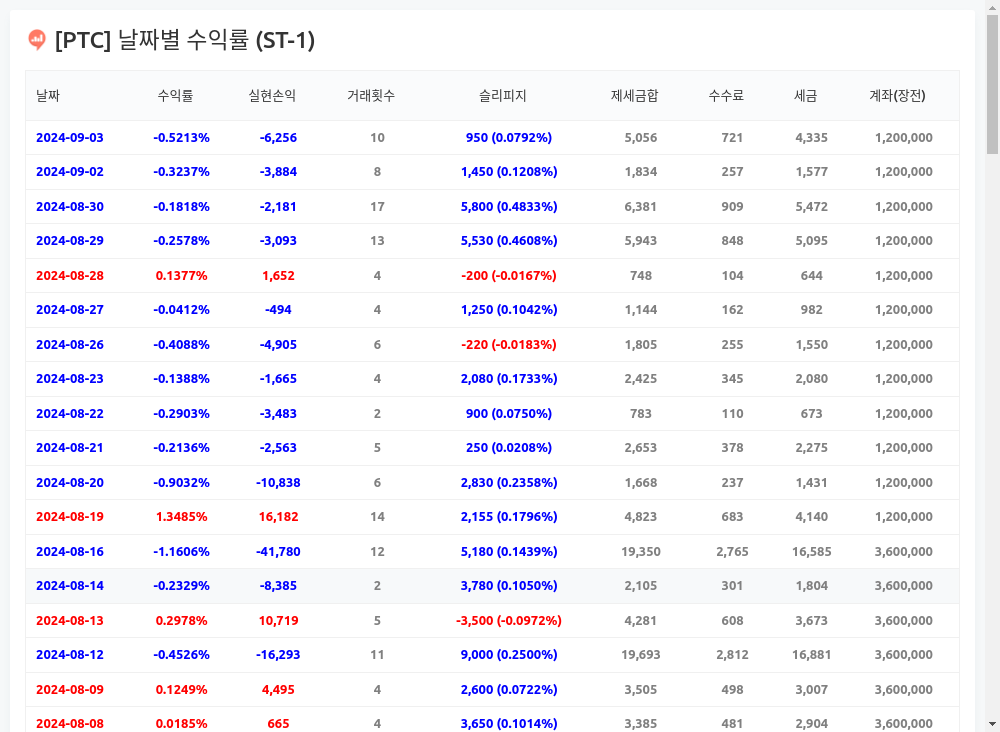 [PTC] 날짜별 수익률 (ST-1)
날짜 수익률 실현손익 거래횟수 슬리피지 제세금합 수수료 세금 계좌(장전)
2024-09-03 -0.5213% -6,256 10 950 (0.0792%) 5,056 721 4,335 1,200,000
2024-09-02 -0.3237% -3,884 8 1,450 (0.1208%) 1,834 257 1,577 1,200,000
2024-08-30 -0.1818% -2,181 17 5,800 (0.4833%) 6,381 909 5,472 1,200,000
2024-08-29 -0.2578% -3,093 13 5,530 (0.4608%) 5,943 848 5,095 1,200,000
2024-08-28 0.1377% 1,652 4 -200 (-0.0167%) 748 104 644 1,200,000
2024-08-27 -0.0412% -494 4 1,250 (0.1042%) 1,144 162 982 1,200,000
2024-08-26 -0.4088% -4,905 6 -220 (-0.0183%) 1,805 255 1,550 1,200,000
2024-08-23 -0.1388% -1,665 4 2,080 (0.1733%) 2,425 345 2,080 1,200,000
2024-08-22 -0.2903% -3,483 2 900 (0.0750%) 783 110 673 1,200,000
2024-08-21 -0.2136% -2,563 5 250 (0.0208%) 2,653 378 2,275 1,200,000
2024-08-20 -0.9032% -10,838 6 2,830 (0.2358%) 1,668 237 1,431 1,200,000
2024-08-19 1.3485% 16,182 14 2,155 (0.1796%) 4,823 683 4,140 1,200,000
2024-08-16 -1.1606% -41,780 12 5,180 (0.1439%) 19,350 2,765 16,585 3,600,000
2024-08-14 -0.2329% -8,385 2 3,780 (0.1050%) 2,105 301 1,804 3,600,000
2024-08-13 0.2978% 10,719 5 -3,500 (-0.0972%) 4,281 608 3,673 3,600,000
2024-08-12 -0.4526% -16,293 11 9,000 (0.2500%) 19,693 2,812 16,881 3,600,000
2024-08-09 0.1249% 4,495 4 2,600 (0.0722%) 3,505 498 3,007 3,600,000
2024-08-08 0.0185% 665 4 3,650 (0.1014%) 3,385 481 2,904 3,600,000